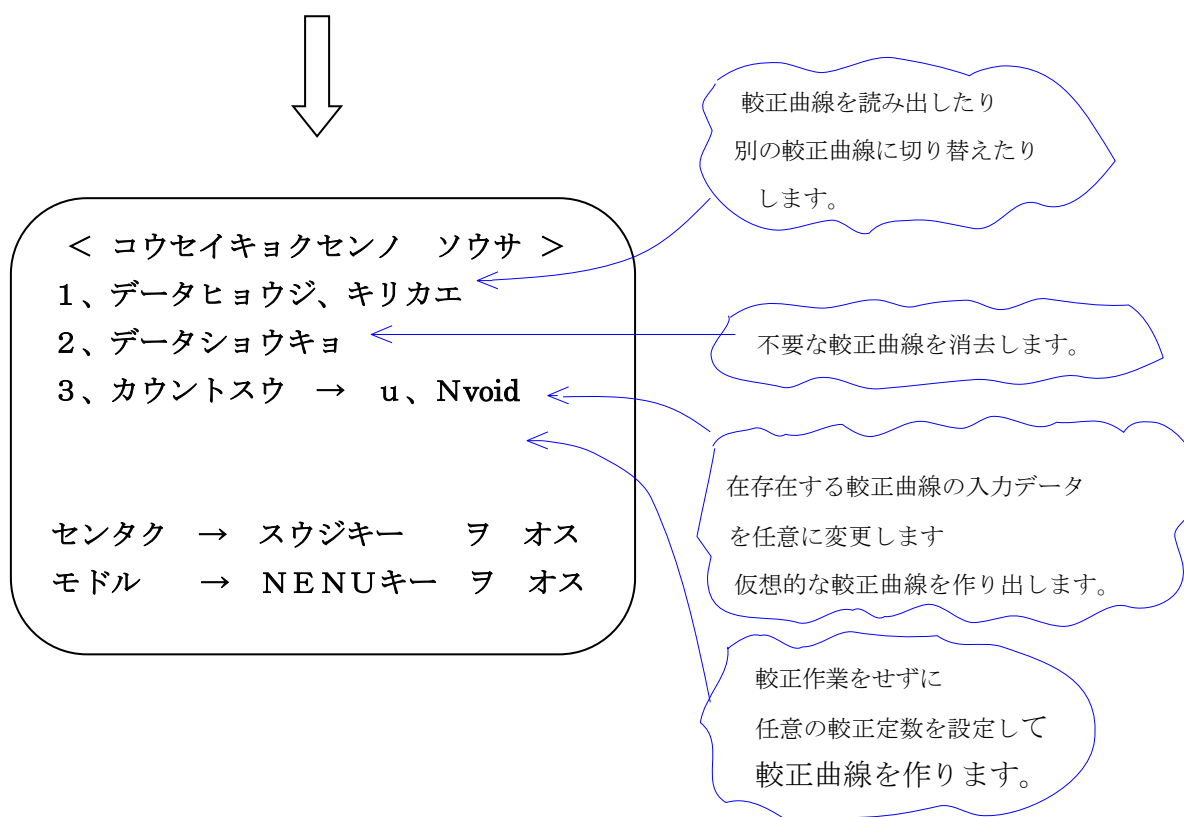 較正曲線を読み出したり
別の較正曲線に切り替えたり
します。
＜ コウセイキョクセンノ　ソウサ ＞
１、データヒョウジ、キリカエ
２、データショウキョ
３、カウントスウ　→　ｕ、Nvoid
センタク　→　スウジキー　ヲ　オス
モドル　→　ＮＥＮＵキー　ヲ　オス
不要な較正曲線を消去します。
在存在する較正曲線の入力データ
を任意に変更します
仮想的な較正曲線を作り出します。
較正作業をせずに
任意の較正定数を設定して
較正曲線を作ります。